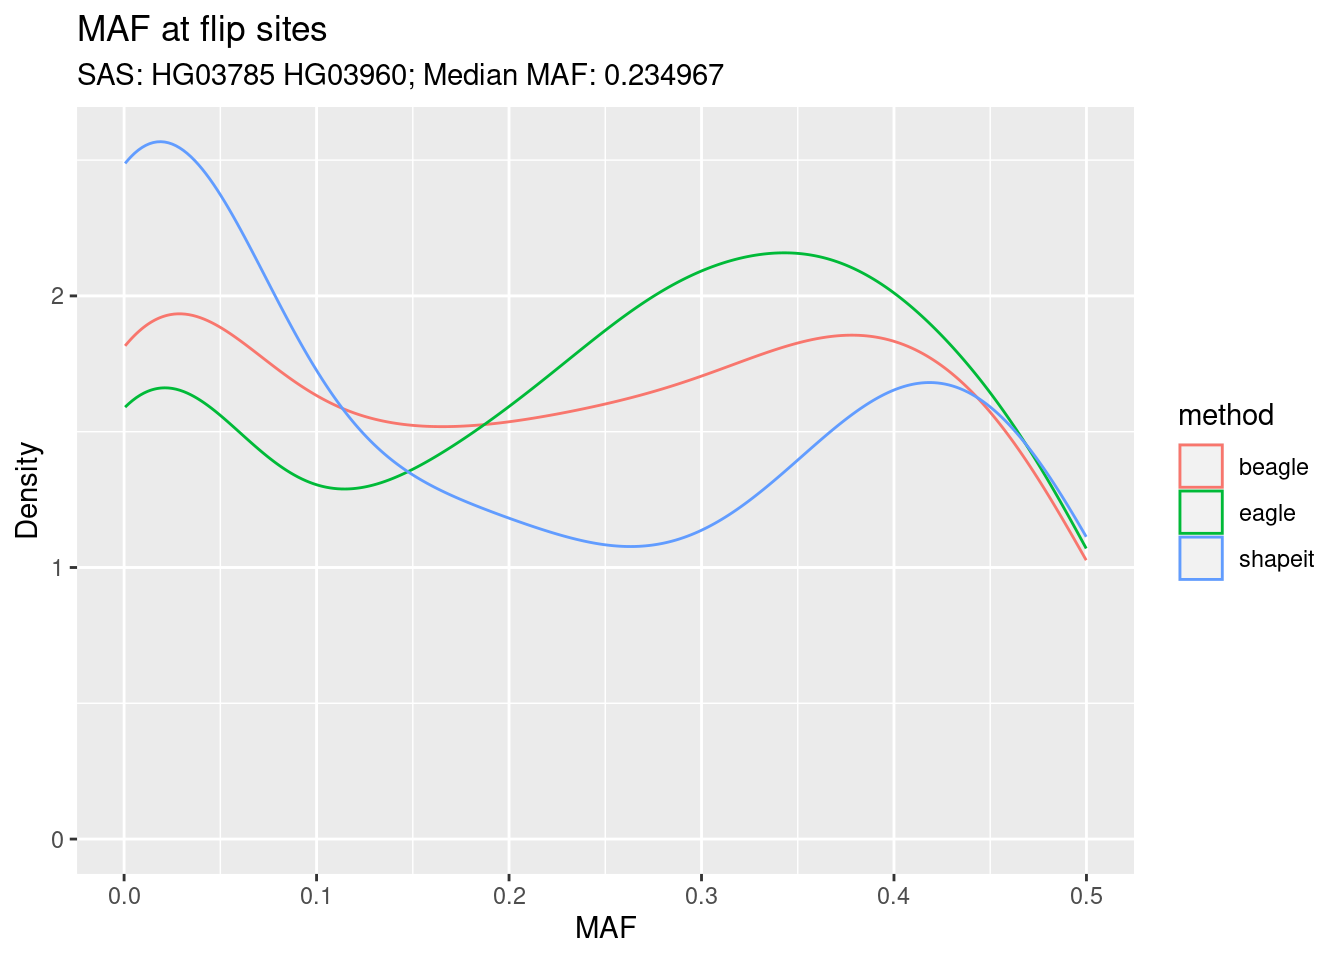 MAF at flip sites
SAS: HG03785 HG03960; Median MAF: 0.234967
Density
2
1
0
0.0 0.1 0.2 0.3 0.4 0.5
MAF
method
beagle
eagle
shapeit